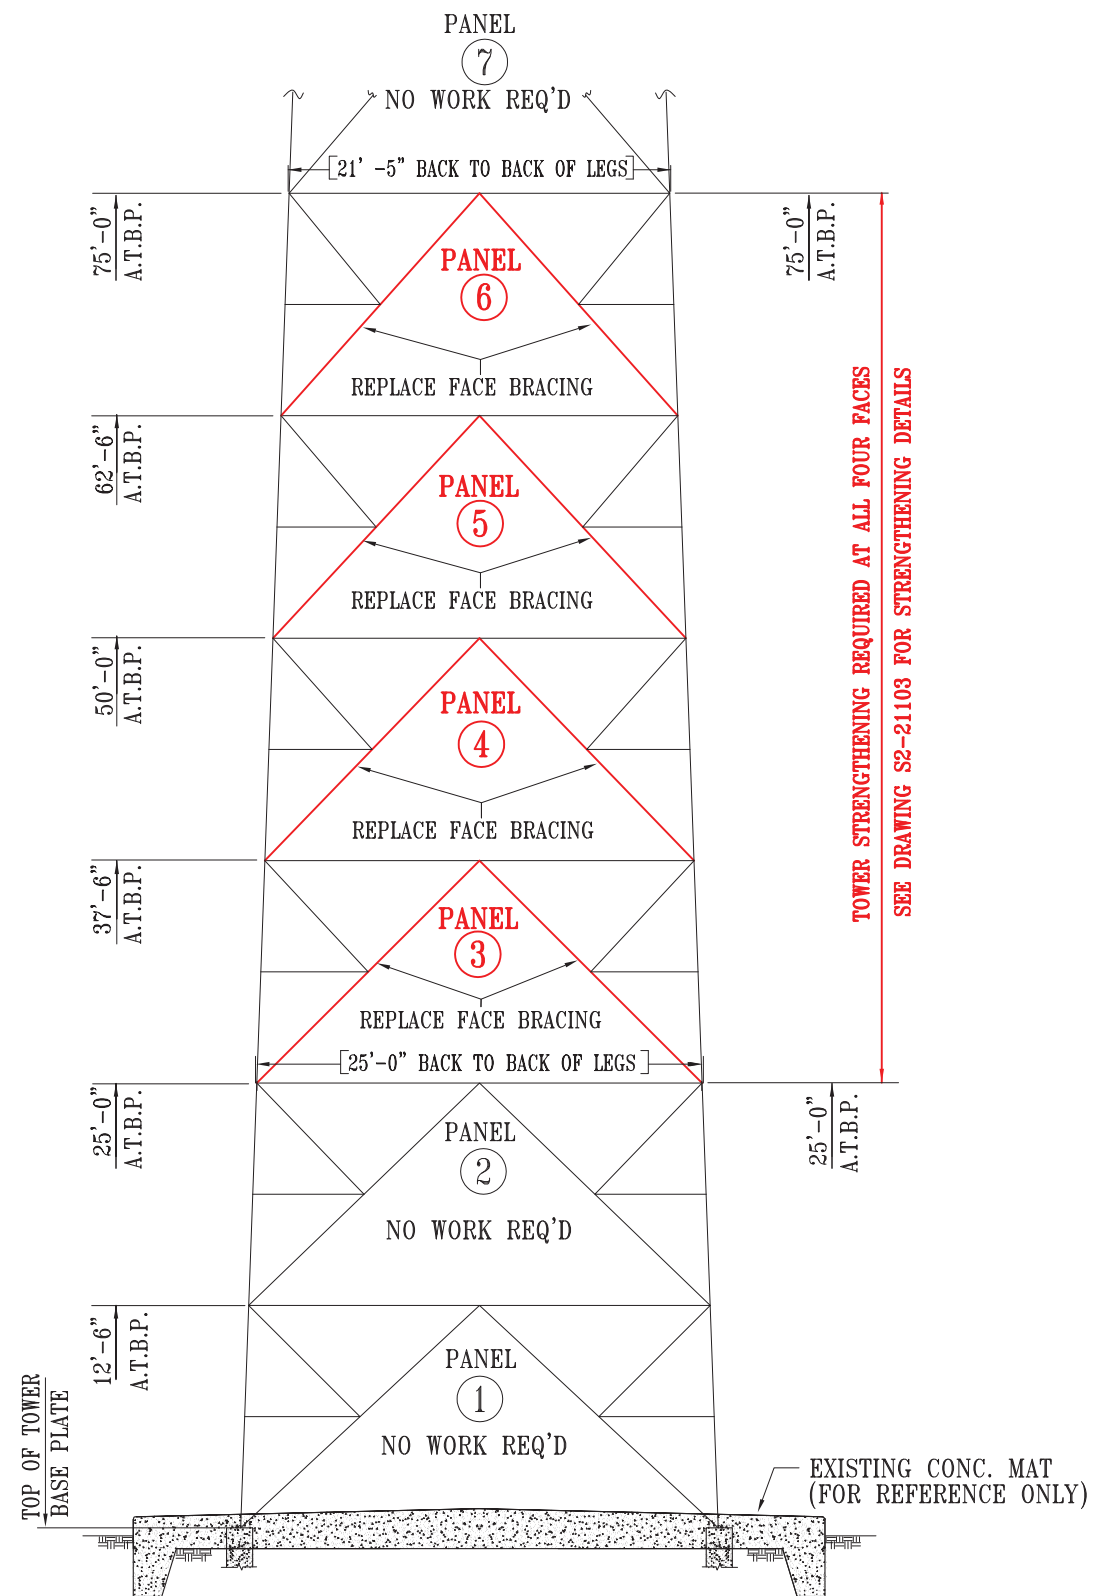 PANEL
7
NO WORK REQ'D
[21' -5" BACK TO BACK OF LEGS]
75'-0"
A.T.B.P.
75'-0"
A.T.B.P.
PANEL
6
REPLACE FACE BRACING
62'-6"
A.T.B.P.
PANEL
5
REPLACE FACE BRACING
TOWER STRENGTHENING REQUIRED AT ALL FOUR FACES
SEE DRAWING S2-21103 FOR STRENGTHENING DETAILS
50'-0"
A.T.B.P.
PANEL
4
REPLACE FACE BRACING
37'-6"
A.T.B.P.
PANEL
3
REPLACE FACE BRACING
[25'-0" BACK TO BACK OF LEGS]
25'-0"
A.T.B.P.
25'-0"
A.T.B.P.
PANEL
2
NO WORK REQ'D
12'-6"
A.T.B.P.
PANEL
1
NO WORK REQ'D
TOP OF TOWER
BASE PLATE
EXISTING CONC. MAT
(FOR REFERENCE ONLY)